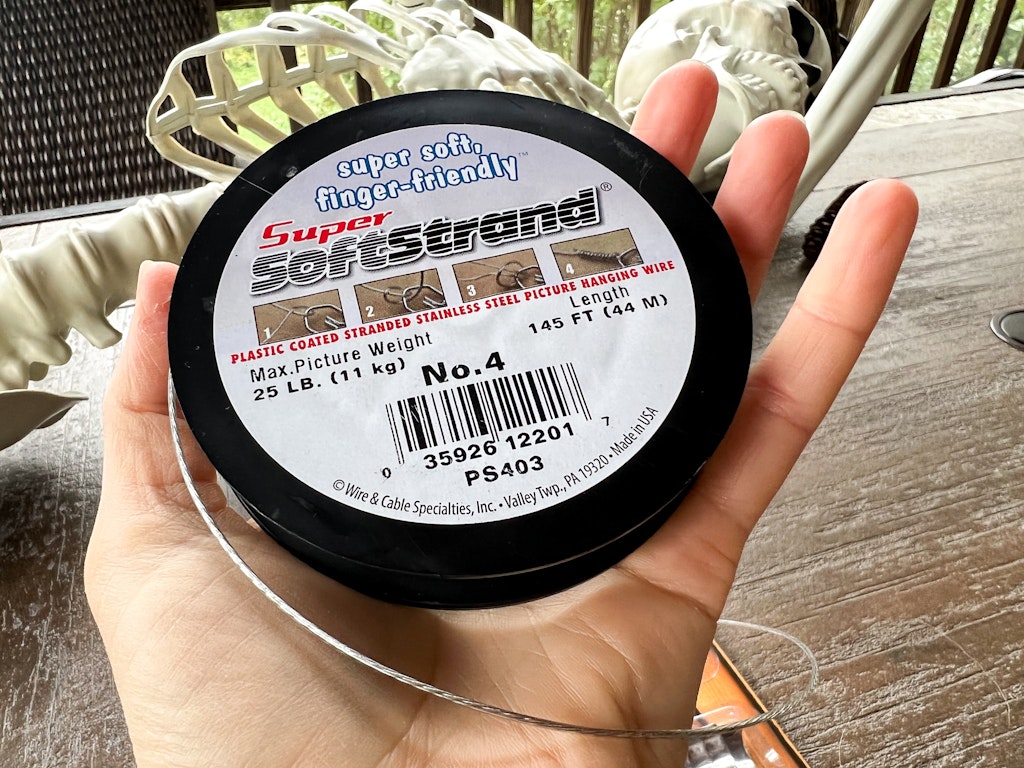 super soft,
finger-friendly™
Super
SoftStrand®
1 2 3 4
PLASTIC COATED STRANDED STAINLESS STEEL PICTURE HANGING WIRE
Max.Picture Weight
25 LB. (11 kg)
Length
145 FT (44 M)
No.4
0 35926 12201 7
PS403
© Wire & Cable Specialties, Inc. • Valley Twp., PA 19320 • Made in USA